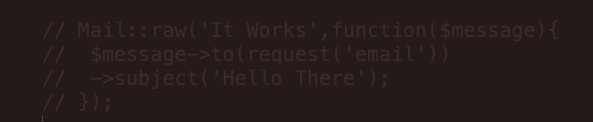 // Mail::raw('It Works',function($message){
//  $message->to(request('email'))
//  ->subject('Hello There');
// });